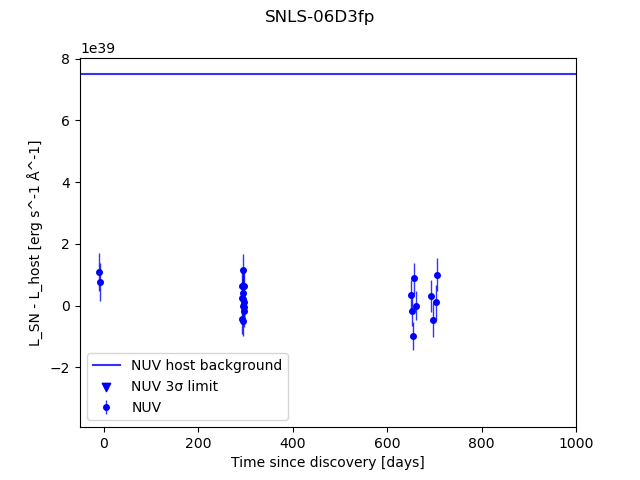 SNLS-06D3fp
1e39
L_SN - L_host [erg s^-1 Å^-1]
8
6
4
2
0
−2
NUV host background
NUV 3σ limit
NUV
0 200 400 600 800 1000
Time since discovery [days]